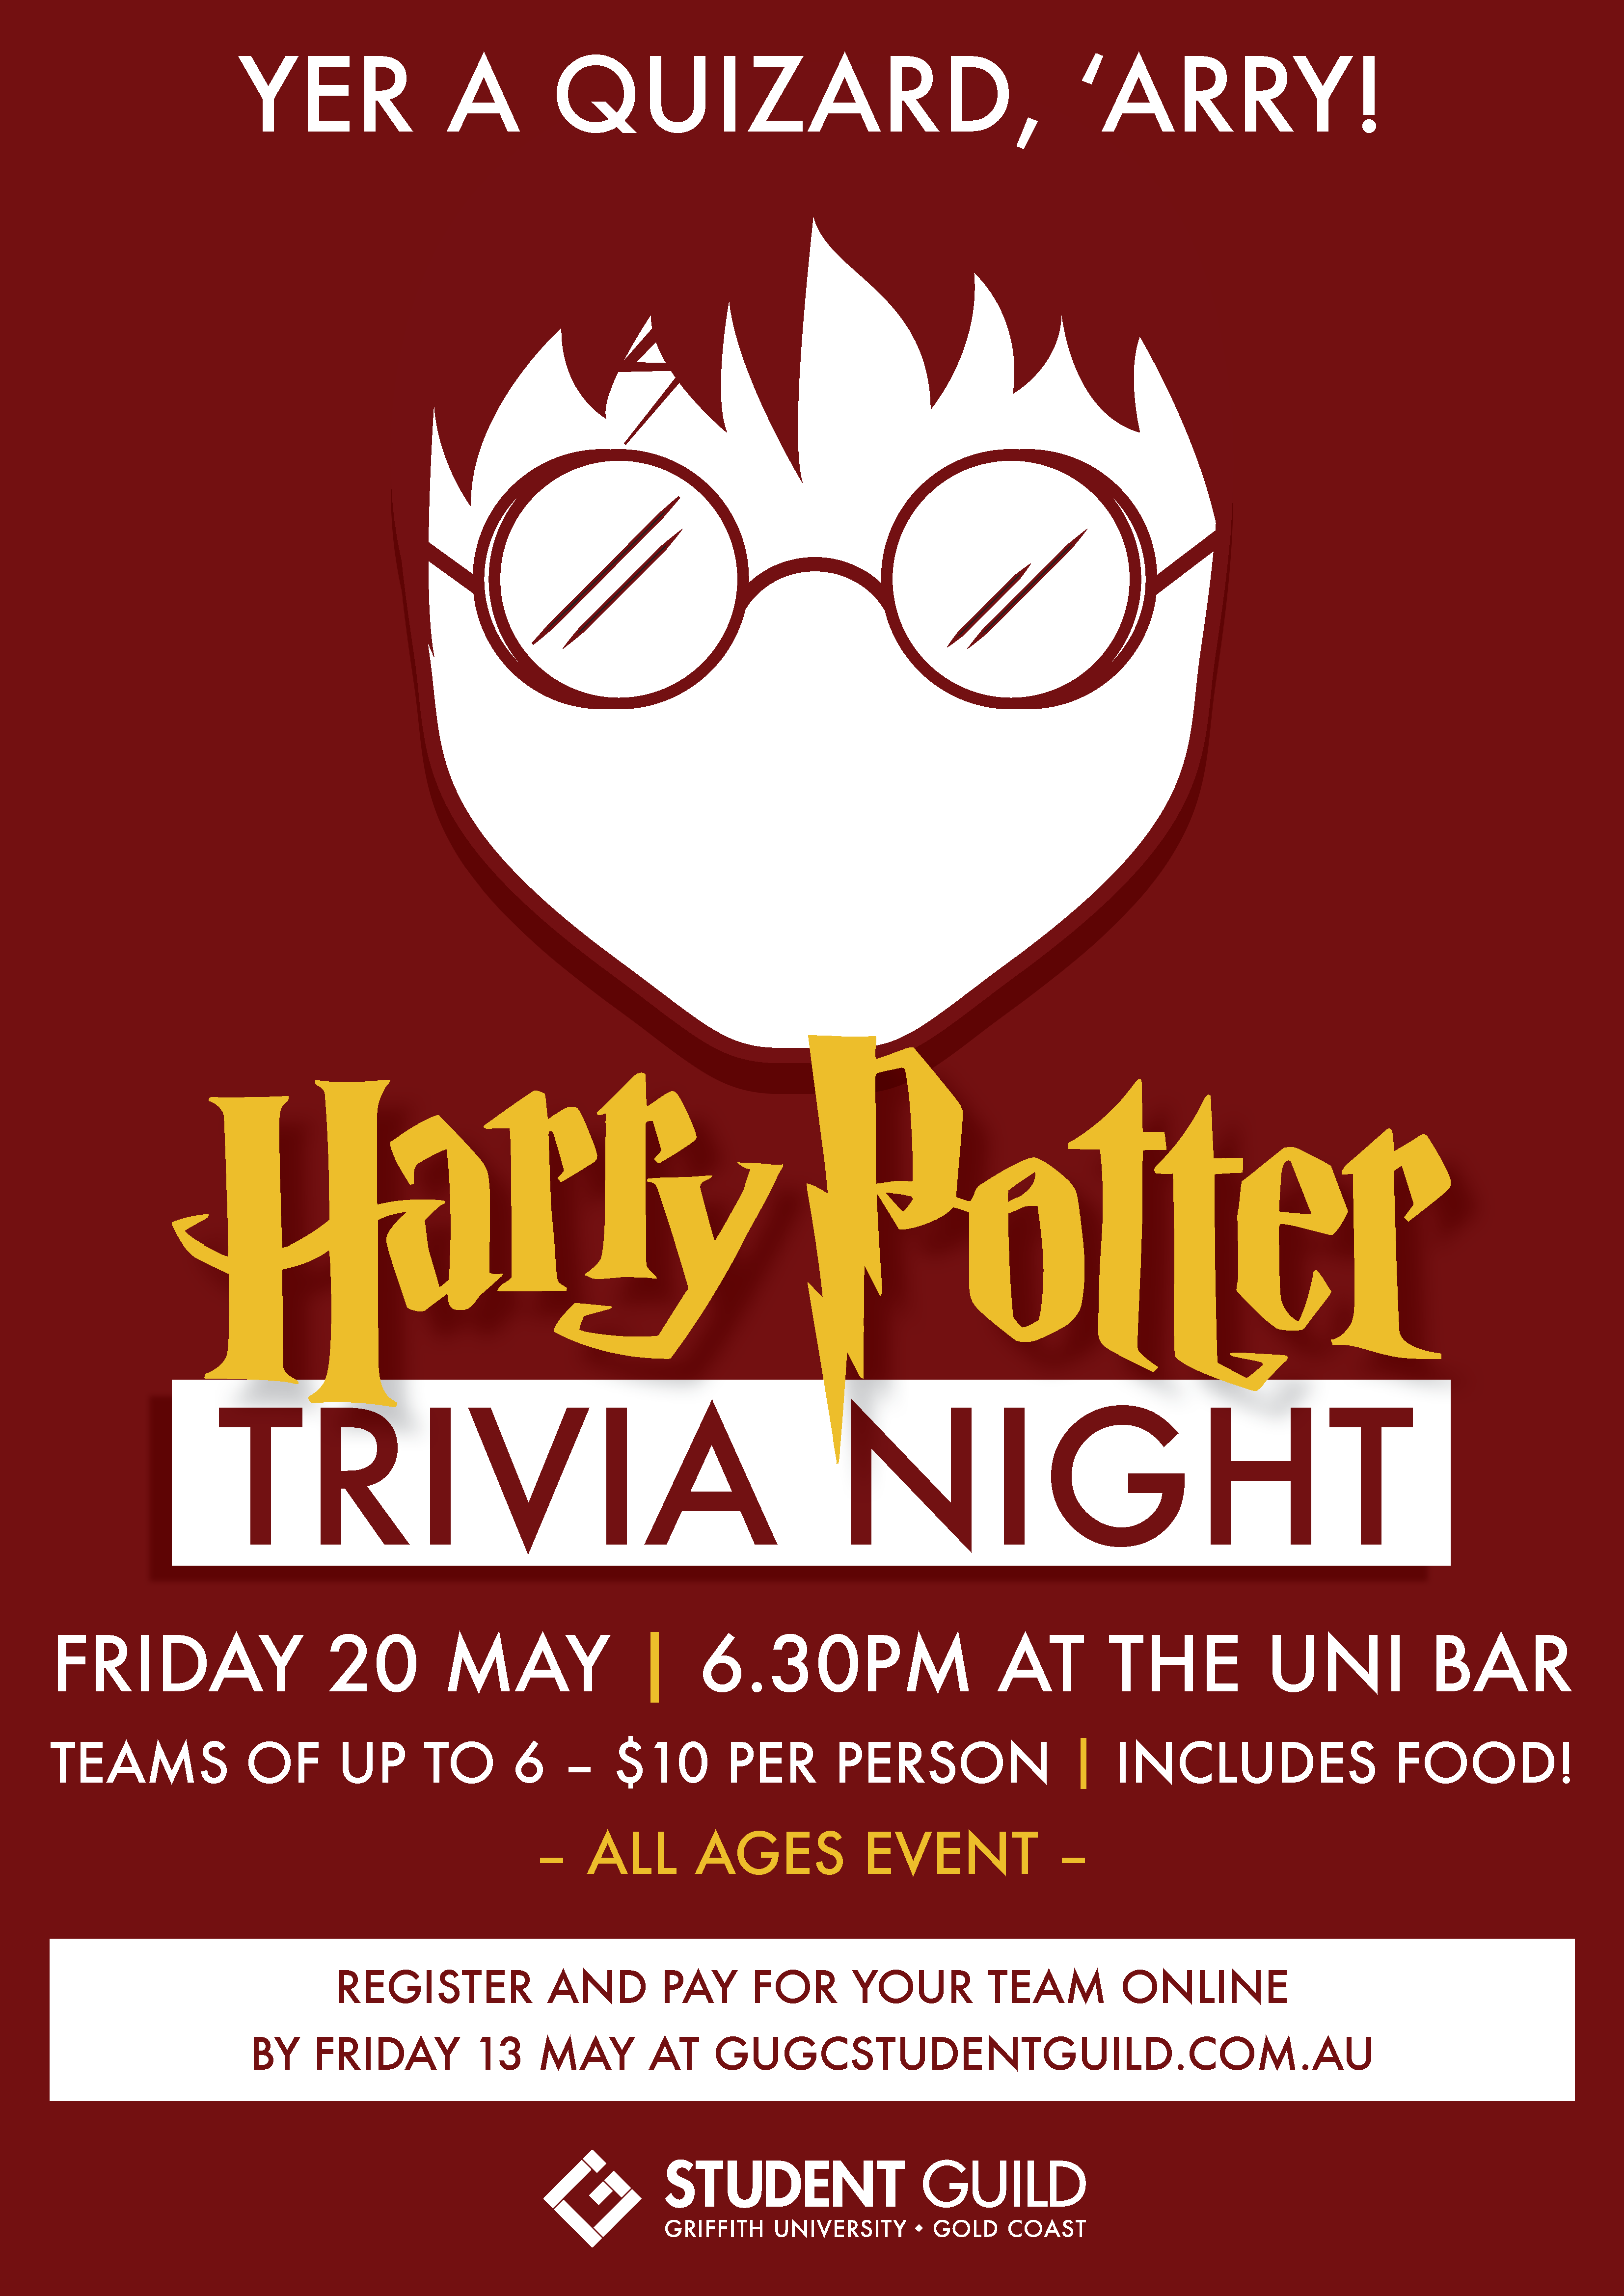 YER A QUIZARD, ‘ARRY!
Harry Potter
TRIVIA NIGHT
FRIDAY 20 MAY | 6.30PM AT THE UNI BAR
TEAMS OF UP TO 6 – $10 PER PERSON | INCLUDES FOOD!
– ALL AGES EVENT –
REGISTER AND PAY FOR YOUR TEAM ONLINE
BY FRIDAY 13 MAY AT GUGCSTUDENTGUILD.COM.AU
STUDENT GUILD
GRIFFITH UNIVERSITY • GOLD COAST